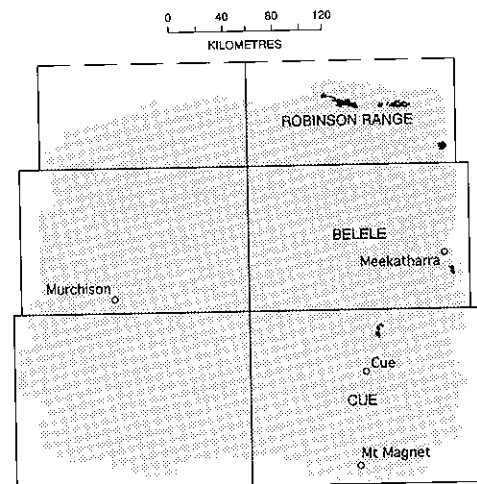 0 40 80 120
KILOMETRES
ROBINSON RANGE
BELELE
Meekatharra
Murchison
Cue
CUE
Mt Magnet